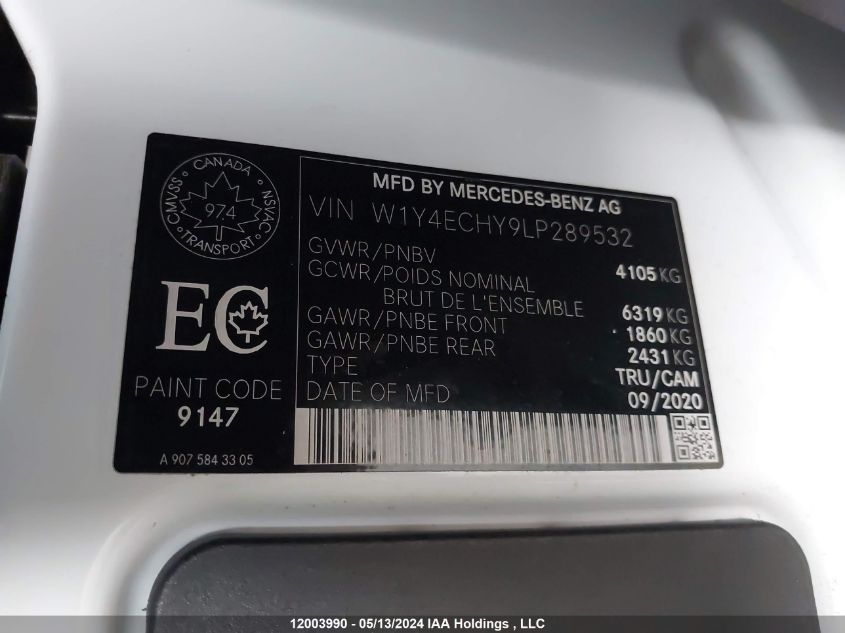 CANADA
CMVSS
NSVAC
974
TRANSPORT
EC
PAINT CODE
9147
A 907 584 33 05
MFD BY MERCEDES-BENZ AG
VIN W1Y4ECHY9LP289532
GVWR/PNBV 4105 KG
GCWR/POIDS NOMINAL
BRUT DE L'ENSEMBLE 6319 KG
GAWR/PNBE FRONT 1860 KG
GAWR/PNBE REAR 2431 KG
TYPE TRU/CAM
DATE OF MFD 09/2020
12003990 - 05/13/2024 IAA Holdings , LLC